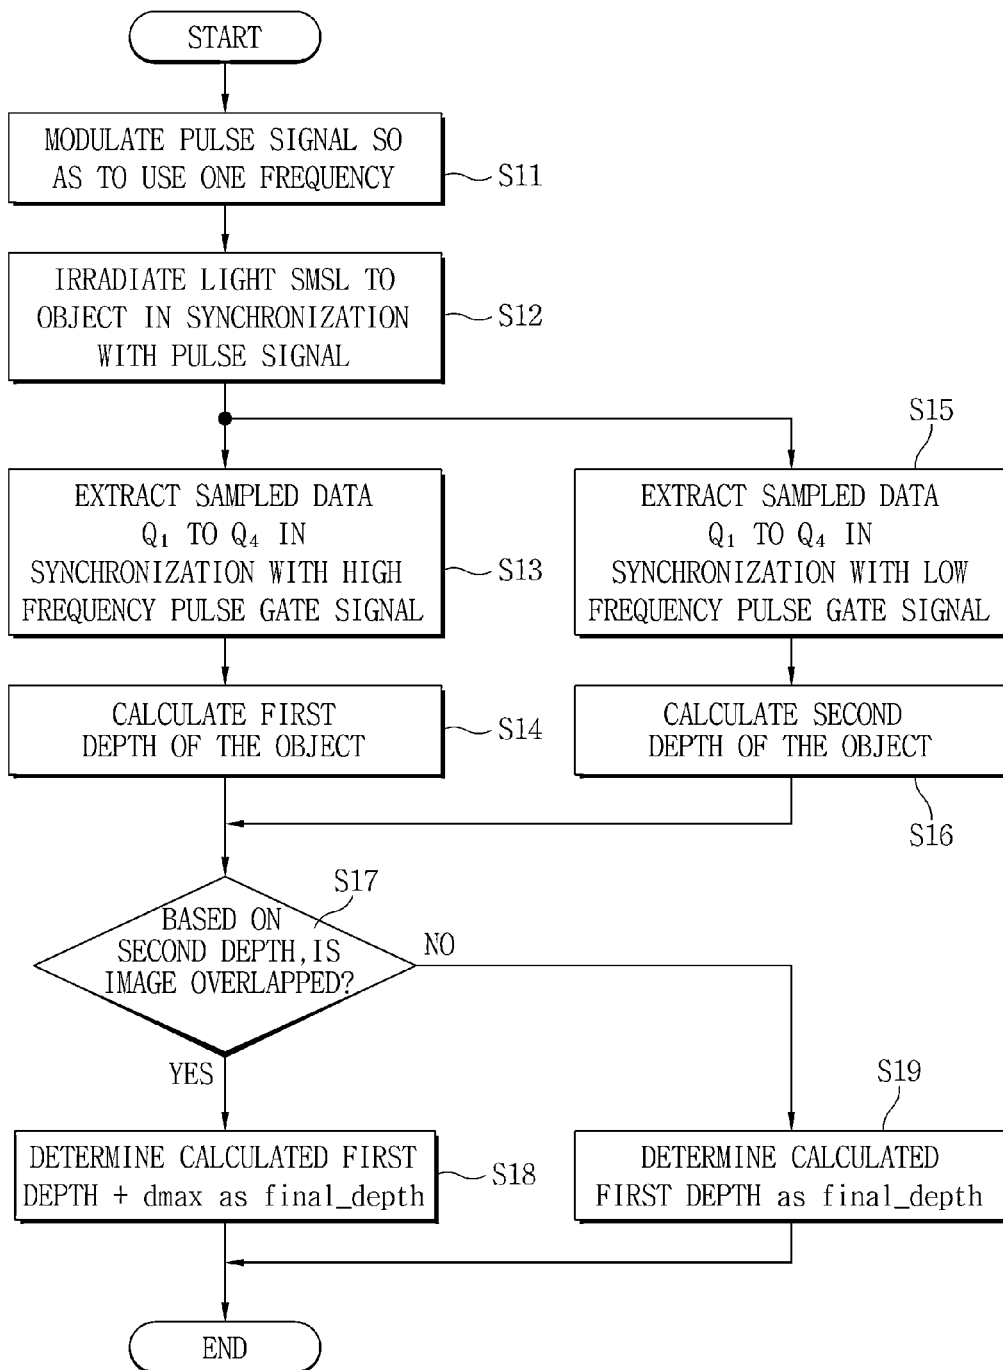 START
MODULATE PULSE SIGNAL SO
AS TO USE ONE FREQUENCY
S11
IRRADIATE LIGHT SMSL TO
OBJECT IN SYNCHRONIZATION
WITH PULSE SIGNAL
S12
EXTRACT SAMPLED DATA
Q₁ TO Q₄ IN
SYNCHRONIZATION WITH HIGH
FREQUENCY PULSE GATE SIGNAL
S13
S15
EXTRACT SAMPLED DATA
Q₁ TO Q₄ IN
SYNCHRONIZATION WITH LOW
FREQUENCY PULSE GATE SIGNAL
CALCULATE FIRST
DEPTH OF THE OBJECT
S14
CALCULATE SECOND
DEPTH OF THE OBJECT
S16
S17
BASED ON
SECOND DEPTH,IS
IMAGE OVERLAPPED?
NO
YES
DETERMINE CALCULATED FIRST
DEPTH + dmax as final_depth
S18
S19
DETERMINE CALCULATED
FIRST DEPTH as final_depth
END